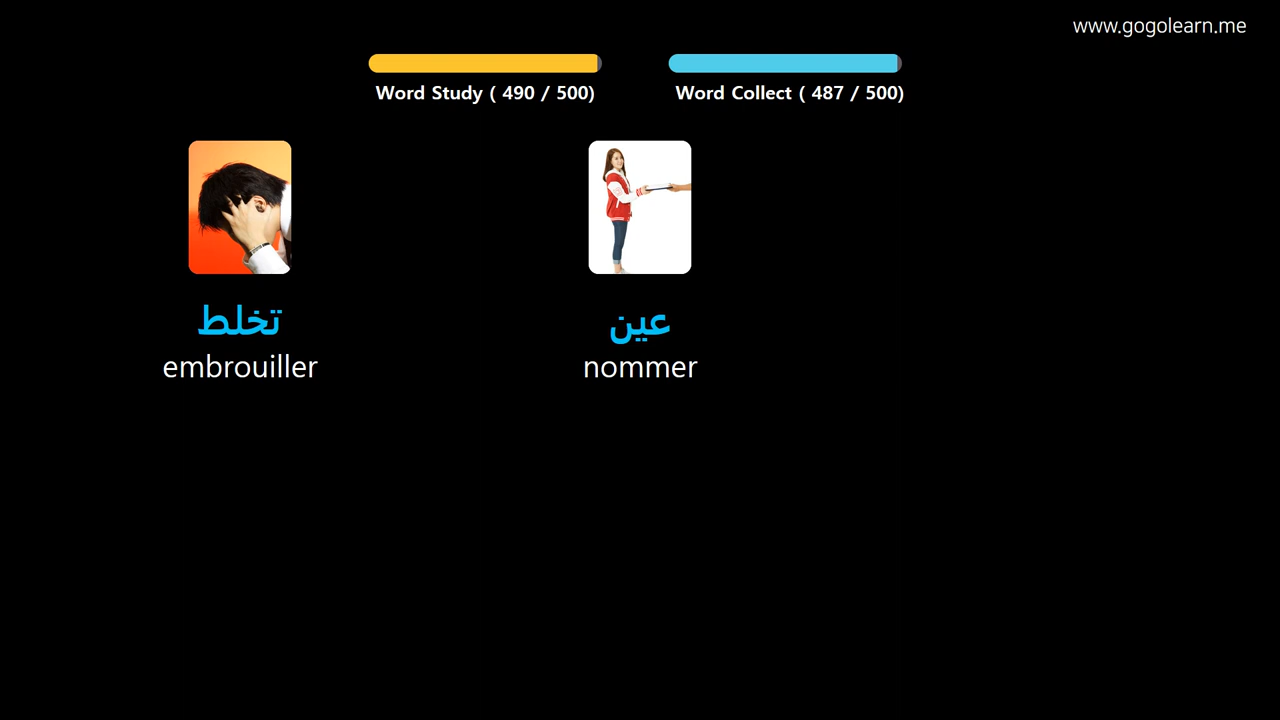 www.gogolearn.me
Word Study ( 490 / 500)
Word Collect ( 487 / 500)
تخلط
embrouiller
عين
nommer